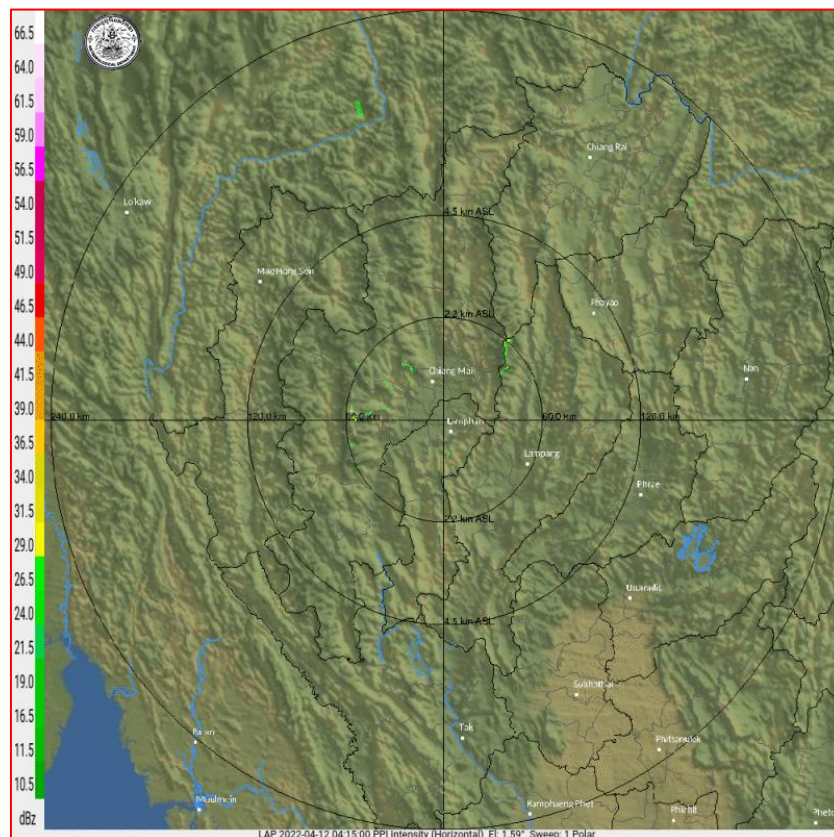 66.5
64.0
61.5
59.0
56.5
54.0
51.5
49.0
46.5
44.0
41.5
39.0
36.5
34.0
31.5
29.0
26.5
24.0
21.5
19.0
16.5
11.5
10.5
dBz
Chiang Rai
Loikaw
4.5 km ASL
Mae Hong Son
Phayao
2.2 km ASL
Chiang Mai
Nan
240.0 km
120.0 km
60.0 km
60.0 km
120.0 km
Lamphun
Lampang
Phrae
2.2 km ASL
Uttaradit
4.5 km ASL
Sukhothai
Tak
Phitsanulok
Moulmein
Kamphaeng Phet
Phichit
LAP 2022-04-12 04:15:00 PPI Intensity (Horizontal) El: 1.59° Sweep: 1 Polar